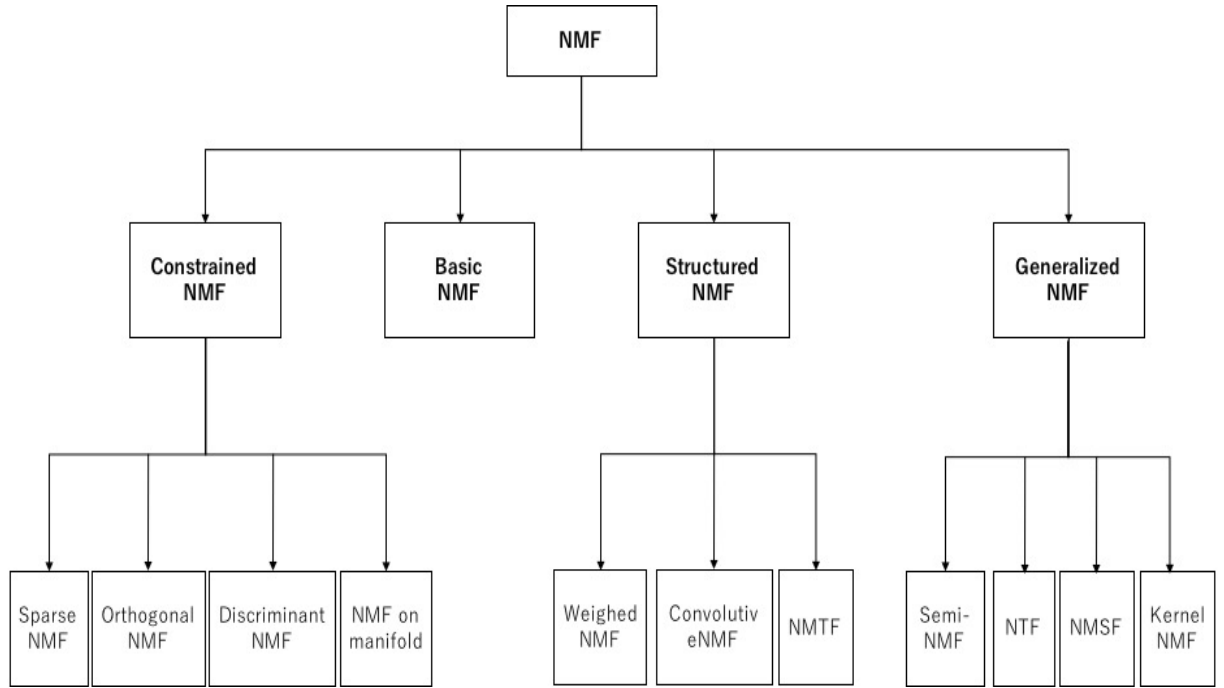 NMF
Constrained
NMF
Basic
NMF
Structured
NMF
Generalized
NMF
Sparse
NMF
Orthogonal
NMF
Discriminant
NMF
NMF on
manifold
Weighed
NMF
Convolutiv
eNMF
NMTF
Semi-
NMF
NTF
NMSF
Kernel
NMF